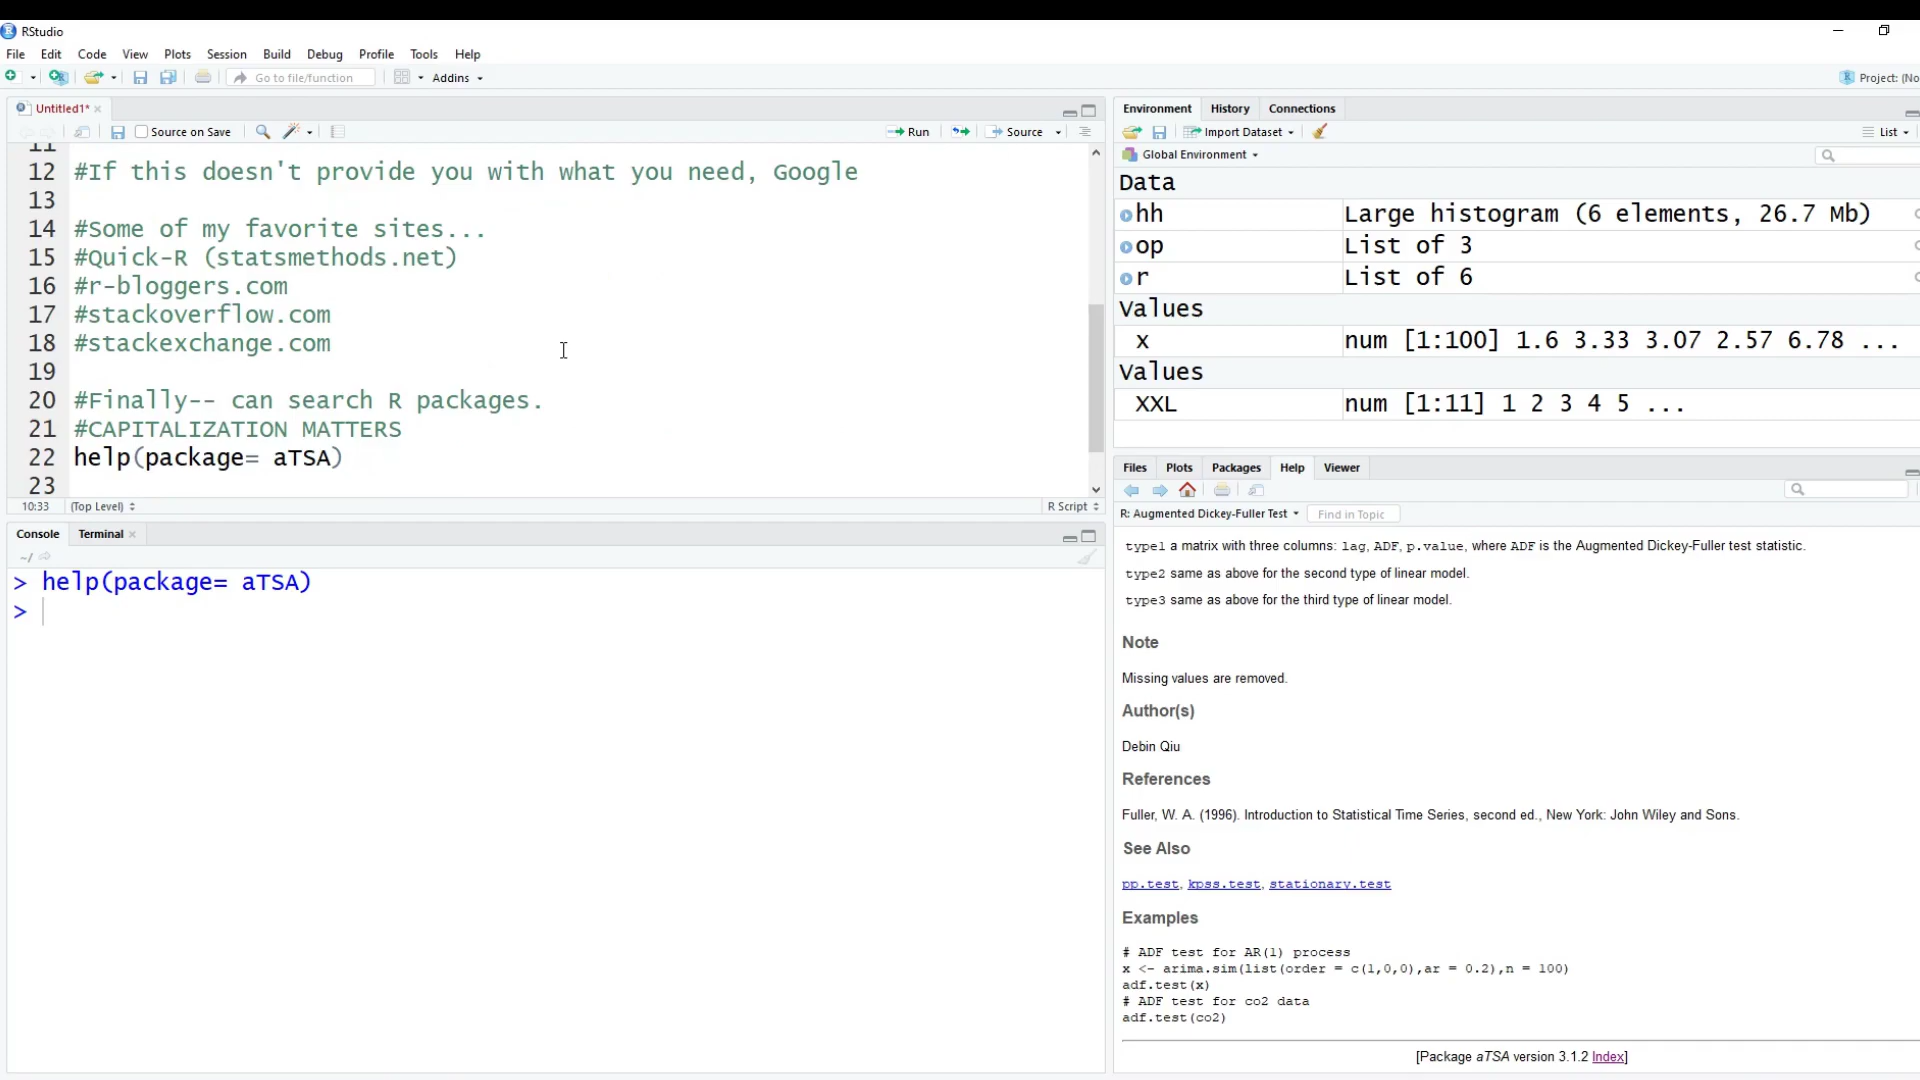 RStudio
File Edit Code View Plots Session Build Debug Profile Tools Help
Go to file/function Addins Project: (No
Untitled1*
Source on Save Run Source
11
12 #If this doesn't provide you with what you need, Google
13
14 #Some of my favorite sites...
15 #Quick-R (statsmethods.net)
16 #r-bloggers.com
17 #stackoverflow.com
18 #stackexchange.com
19
20 #Finally-- can search R packages.
21 #CAPITALIZATION MATTERS
22 help(package= aTSA)
23
10:33 (Top Level) R Script
Console Terminal
~/
> help(package= aTSA)
>
Environment History Connections
Import Dataset List
Global Environment
Data
hh Large histogram (6 elements, 26.7 Mb)
op List of 3
r List of 6
Values
x num [1:100] 1.6 3.33 3.07 2.57 6.78 ...
Values
XXL num [1:11] 1 2 3 4 5 ...
Files Plots Packages Help Viewer
R: Augmented Dickey-Fuller Test Find in Topic
type1 a matrix with three columns: lag, ADF, p.value, where ADF is the Augmented Dickey-Fuller test statistic.
type2 same as above for the second type of linear model.
type3 same as above for the third type of linear model.
Note
Missing values are removed.
Author(s)
Debin Qiu
References
Fuller, W. A. (1996). Introduction to Statistical Time Series, second ed., New York: John Wiley and Sons.
See Also
pp.test, kpss.test, stationary.test
Examples
# ADF test for AR(1) process
x <- arima.sim(list(order = c(1,0,0),ar = 0.2),n = 100)
adf.test(x)
# ADF test for co2 data
adf.test(co2)
[Package aTSA version 3.1.2 Index]